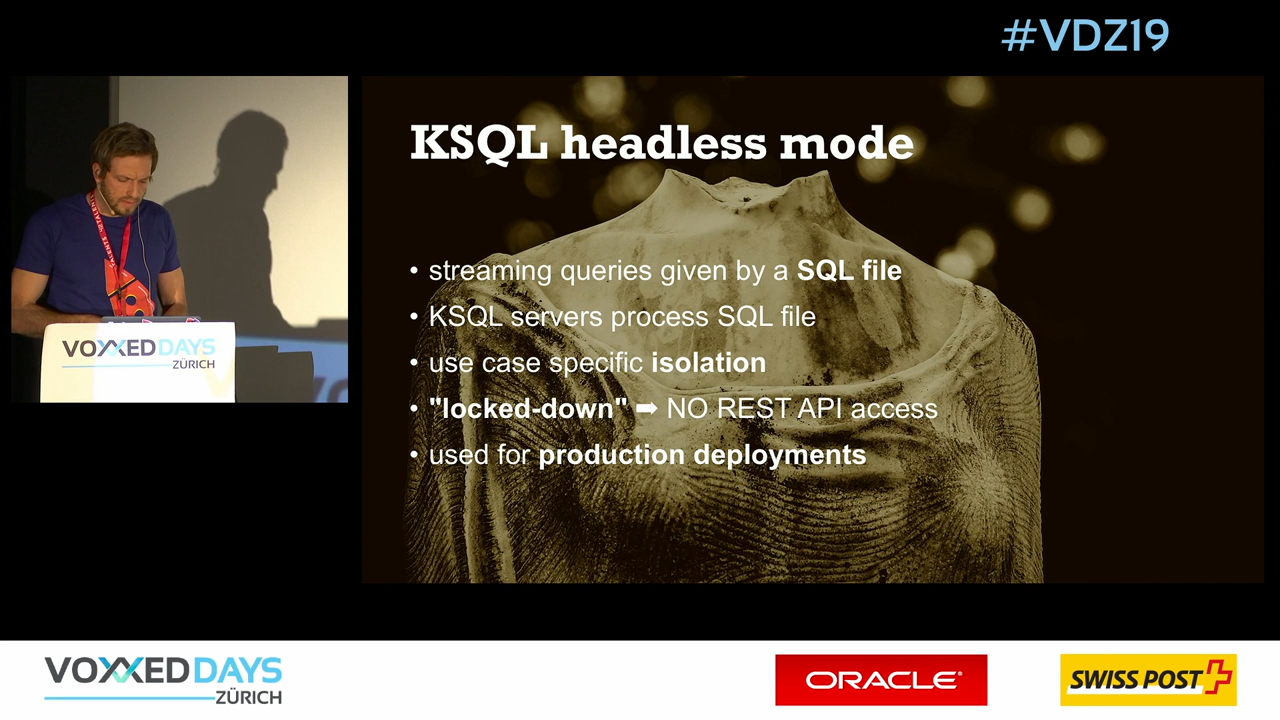 #VDZ19
KSQL headless mode
• streaming queries given by a SQL file
• KSQL servers process SQL file
• use case specific isolation
• "locked-down" ➡ NO REST API access
• used for production deployments
VOXXED DAYS
ZÜRICH
VOXXED DAYS
ZÜRICH
ORACLE®
SWISS POST